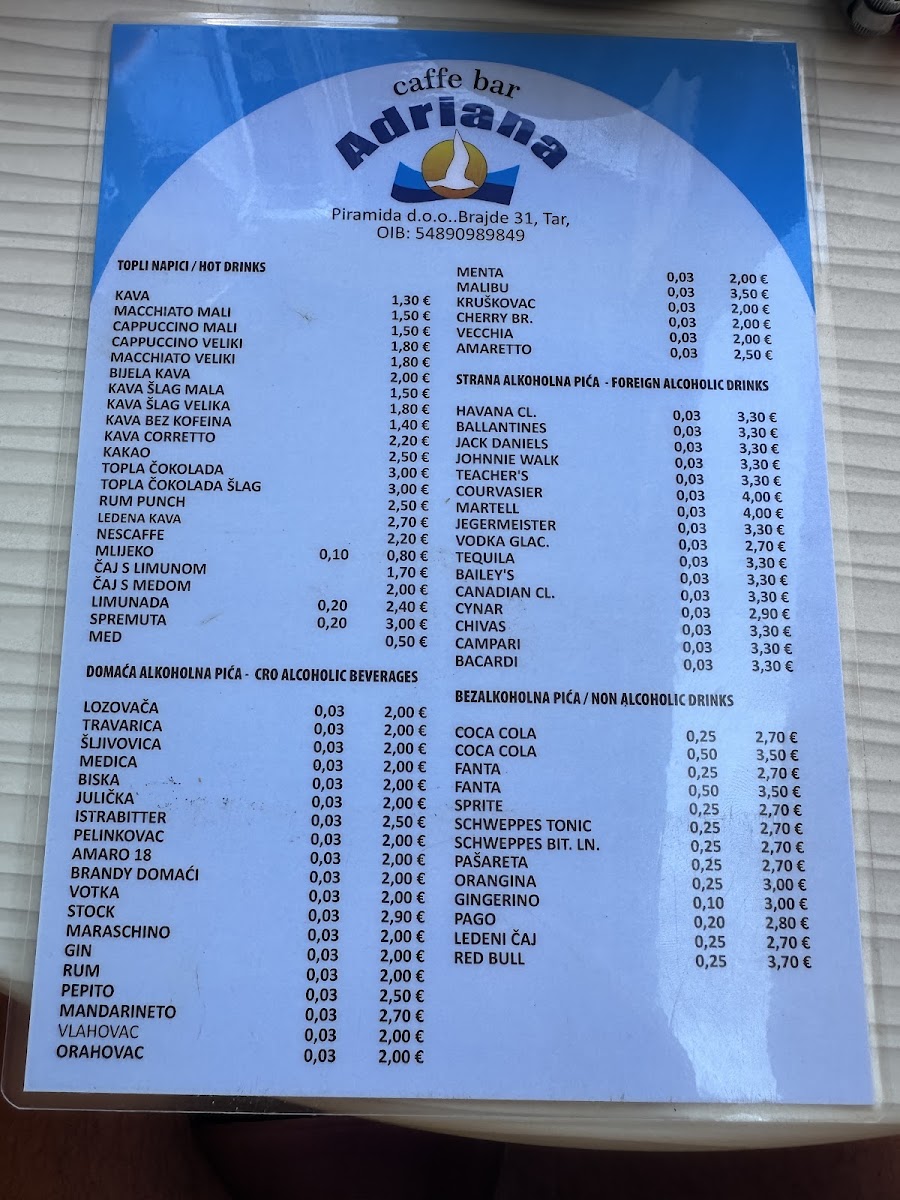 caffe bar
Adriana
Piramida d.o.o..Brajde 31, Tar,
OIB: 54890989849
TOPLI NAPICI / HOT DRINKS
KAVA 1,30 €
MACCHIATO MALI 1,50 €
CAPPUCCINO MALI 1,50 €
CAPPUCCINO VELIKI 1,80 €
MACCHIATO VELIKI 1,80 €
BIJELA KAVA 2,00 €
KAVA ŠLAG MALA 1,50 €
KAVA ŠLAG VELIKA 1,80 €
KAVA BEZ KOFEINA 1,40 €
KAVA CORRETTO 2,20 €
KAKAO 2,50 €
TOPLA ČOKOLADA 3,00 €
TOPLA ČOKOLADA ŠLAG 3,00 €
RUM PUNCH 2,50 €
LEDENA KAVA 2,70 €
NESCAFFE 2,20 €
MLIJEKO 0,10 0,80 €
ČAJ S LIMUNOM 1,70 €
ČAJ S MEDOM 2,00 €
LIMUNADA 0,20 2,40 €
SPREMUTA 0,20 3,00 €
MED 0,50 €
DOMAĆA ALKOHOLNA PIĆA - CRO ALCOHOLIC BEVERAGES
LOZOVAČA 0,03 2,00 €
TRAVARICA 0,03 2,00 €
ŠLJIVOVICA 0,03 2,00 €
MEDICA 0,03 2,00 €
BISKA 0,03 2,00 €
JULIČKA 0,03 2,00 €
ISTRABITTER 0,03 2,50 €
PELINKOVAC 0,03 2,00 €
AMARO 18 0,03 2,00 €
BRANDY DOMAĆI 0,03 2,00 €
VOTKA 0,03 2,00 €
STOCK 0,03 2,90 €
MARASCHINO 0,03 2,00 €
GIN 0,03 2,00 €
RUM 0,03 2,00 €
PEPITO 0,03 2,50 €
MANDARINETO 0,03 2,70 €
VLAHOVAC 0,03 2,00 €
ORAHOVAC 0,03 2,00 €
MENTA 0,03 2,00 €
MALIBU 0,03 3,50 €
KRUŠKOVAC 0,03 2,00 €
CHERRY BR. 0,03 2,00 €
VECCHIA 0,03 2,00 €
AMARETTO 0,03 2,50 €
STRANA ALKOHOLNA PIĆA - FOREIGN ALCOHOLIC DRINKS
HAVANA CL. 0,03 3,30 €
BALLANTINES 0,03 3,30 €
JACK DANIELS 0,03 3,30 €
JOHNNIE WALK 0,03 3,30 €
TEACHER'S 0,03 3,30 €
COURVASIER 0,03 4,00 €
MARTELL 0,03 4,00 €
JEGERMEISTER 0,03 3,30 €
VODKA GLAC. 0,03 2,70 €
TEQUILA 0,03 3,30 €
BAILEY'S 0,03 3,30 €
CANADIAN CL. 0,03 3,30 €
CYNAR 0,03 2,90 €
CHIVAS 0,03 3,30 €
CAMPARI 0,03 3,30 €
BACARDI 0,03 3,30 €
BEZALKOHOLNA PIĆA / NON ALCOHOLIC DRINKS
COCA COLA 0,25 2,70 €
COCA COLA 0,50 3,50 €
FANTA 0,25 2,70 €
FANTA 0,50 3,50 €
SPRITE 0,25 2,70 €
SCHWEPPES TONIC 0,25 2,70 €
SCHWEPPES BIT. LN. 0,25 2,70 €
PAŠARETA 0,25 2,70 €
ORANGINA 0,25 3,00 €
GINGERINO 0,10 3,00 €
PAGO 0,20 2,80 €
LEDENI ČAJ 0,25 2,70 €
RED BULL 0,25 3,70 €